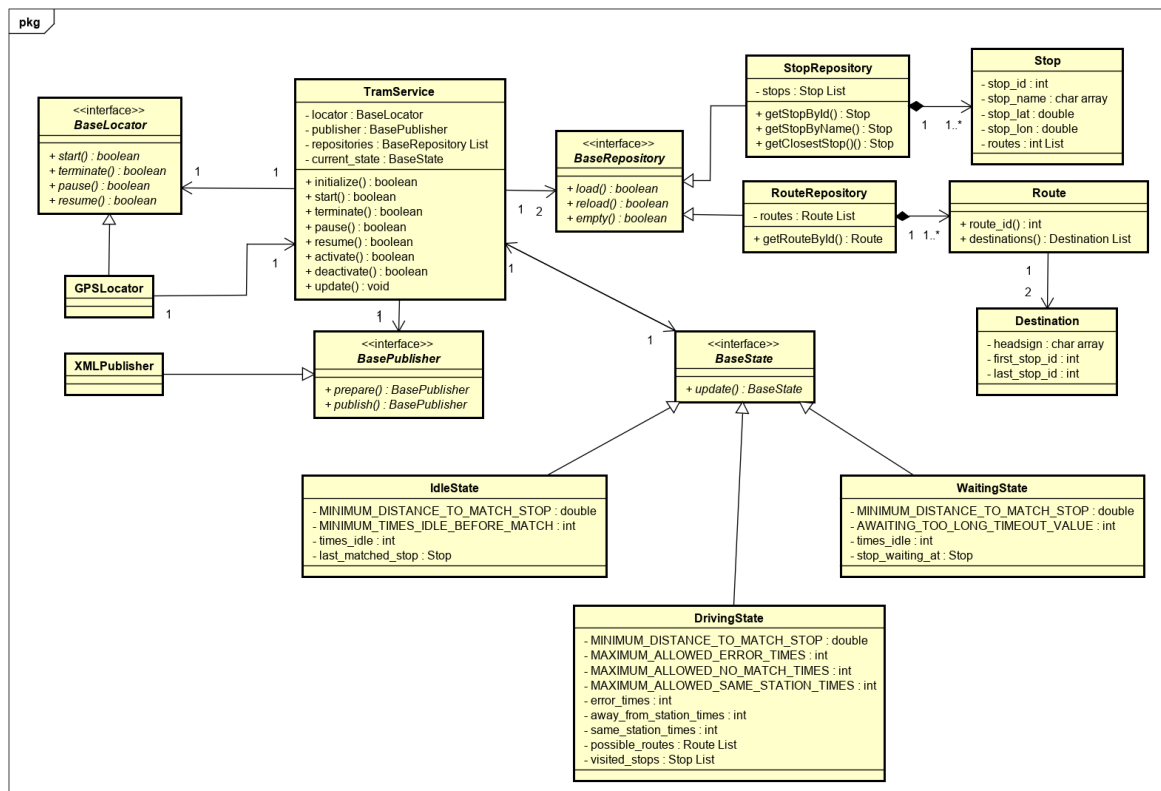 pkg
<<interface>>
BaseLocator
+ start() : boolean
+ terminate() : boolean
+ pause() : boolean
+ resume() : boolean
GPSLocator
XMLPublisher
TramService
- locator : BaseLocator
- publisher : BasePublisher
- repositories : BaseRepository List
- current_state : BaseState
+ initialize() : boolean
+ start() : boolean
+ terminate() : boolean
+ pause() : boolean
+ resume() : boolean
+ activate() : boolean
+ deactivate() : boolean
+ update() : void
1
1
1
1
1
1
<<interface>>
BasePublisher
+ prepare() : BasePublisher
+ publish() : BasePublisher
<<interface>>
BaseRepository
+ load() : boolean
+ reload() : boolean
+ empty() : boolean
1
2
1
1
<<interface>>
BaseState
+ update() : BaseState
StopRepository
- stops : Stop List
+ getStopById() : Stop
+ getStopByName() : Stop
+ getClosestStop()() : Stop
1
1..*
Stop
- stop_id : int
- stop_name : char array
- stop_lat : double
- stop_lon : double
- routes : int List
RouteRepository
- routes : Route List
+ getRouteById() : Route
1
1..*
Route
+ route_id() : int
+ destinations() : Destination List
1
2
Destination
- headsign : char array
- first_stop_id : int
- last_stop_id : int
IdleState
- MINIMUM_DISTANCE_TO_MATCH_STOP : double
- MINIMUM_TIMES_IDLE_BEFORE_MATCH : int
- times_idle : int
- last_matched_stop : Stop
WaitingState
- MINIMUM_DISTANCE_TO_MATCH_STOP : double
- AWAITING_TOO_LONG_TIMEOUT_VALUE : int
- times_idle : int
- stop_waiting_at : Stop
DrivingState
- MINIMUM_DISTANCE_TO_MATCH_STOP : double
- MAXIMUM_ALLOWED_ERROR_TIMES : int
- MAXIMUM_ALLOWED_NO_MATCH_TIMES : int
- MAXIMUM_ALLOWED_SAME_STATION_TIMES : int
- error_times : int
- away_from_station_times : int
- same_station_times : int
- possible_routes : Route List
- visited_stops : Stop List